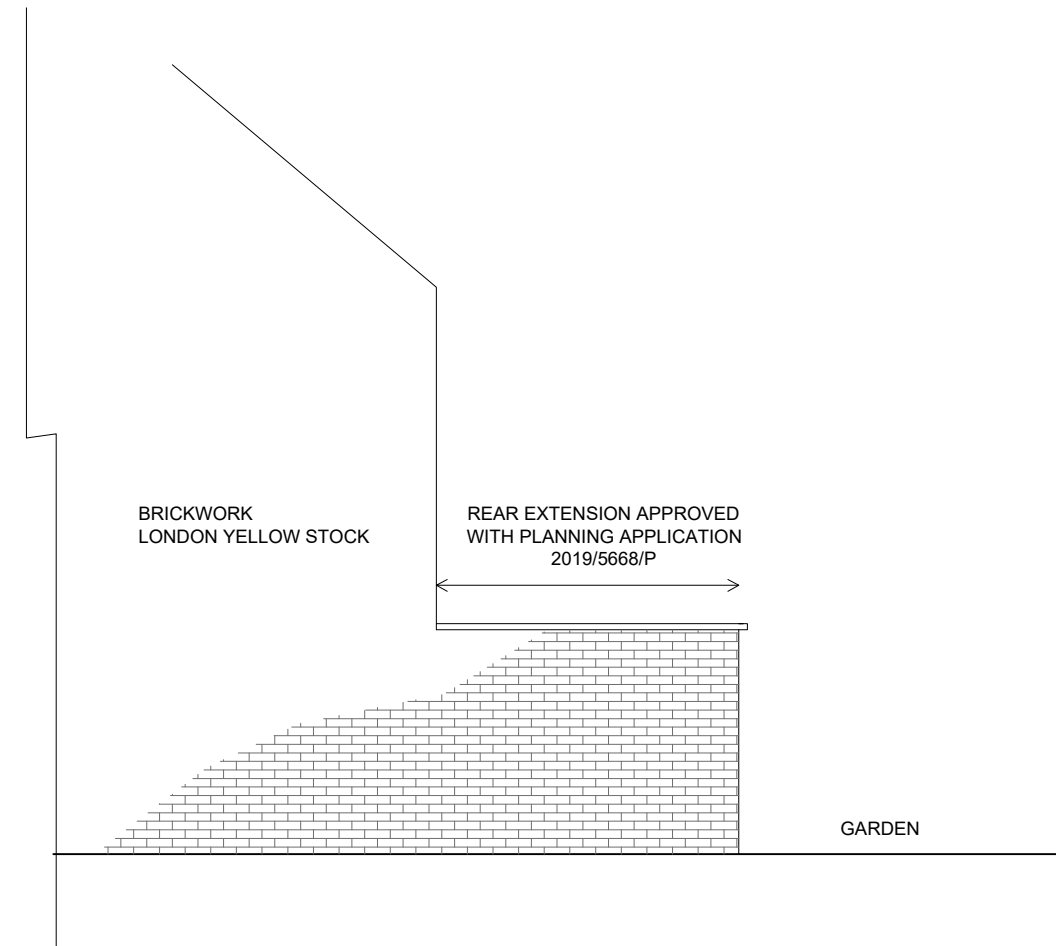 BRICKWORK
LONDON YELLOW STOCK
REAR EXTENSION APPROVED
WITH PLANNING APPLICATION
2019/5668/P
GARDEN